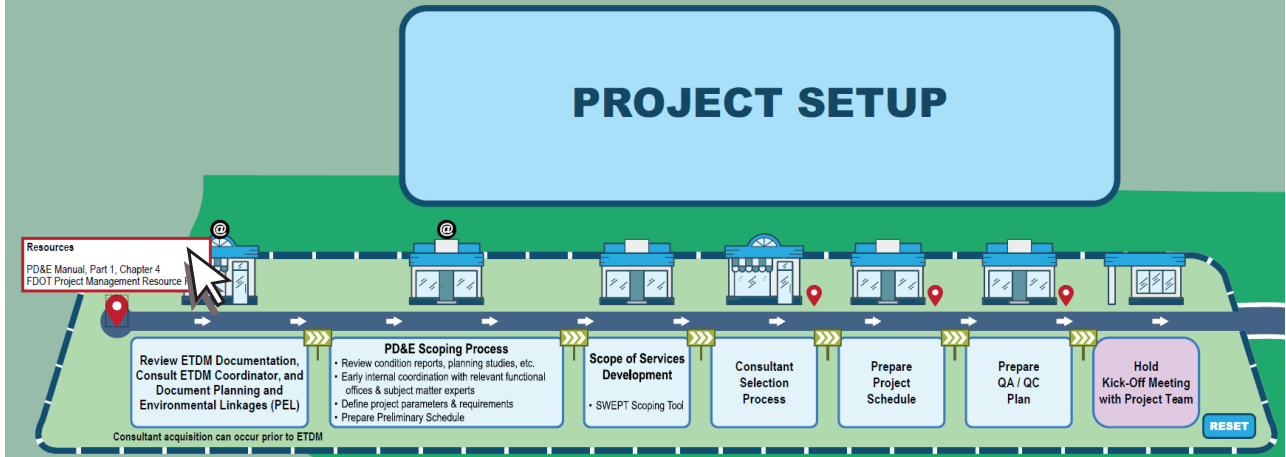 PROJECT SETUP
@
@
Resources
PD&E Manual, Part 1, Chapter 4
FDOT Project Management Resource
Review ETDM Documentation,
Consult ETDM Coordinator, and
Document Planning and
Environmental Linkages (PEL)
PD&E Scoping Process
• Review condition reports, planning studies, etc.
• Early internal coordination with relevant functional
offices & subject matter experts
• Define project parameters & requirements
• Prepare Preliminary Schedule
Scope of Services
Development
• SWEPT Scoping Tool
Consultant
Selection
Process
Prepare
Project
Schedule
Prepare
QA / QC
Plan
Hold
Kick-Off Meeting
with Project Team
Consultant acquisition can occur prior to ETDM
RESET